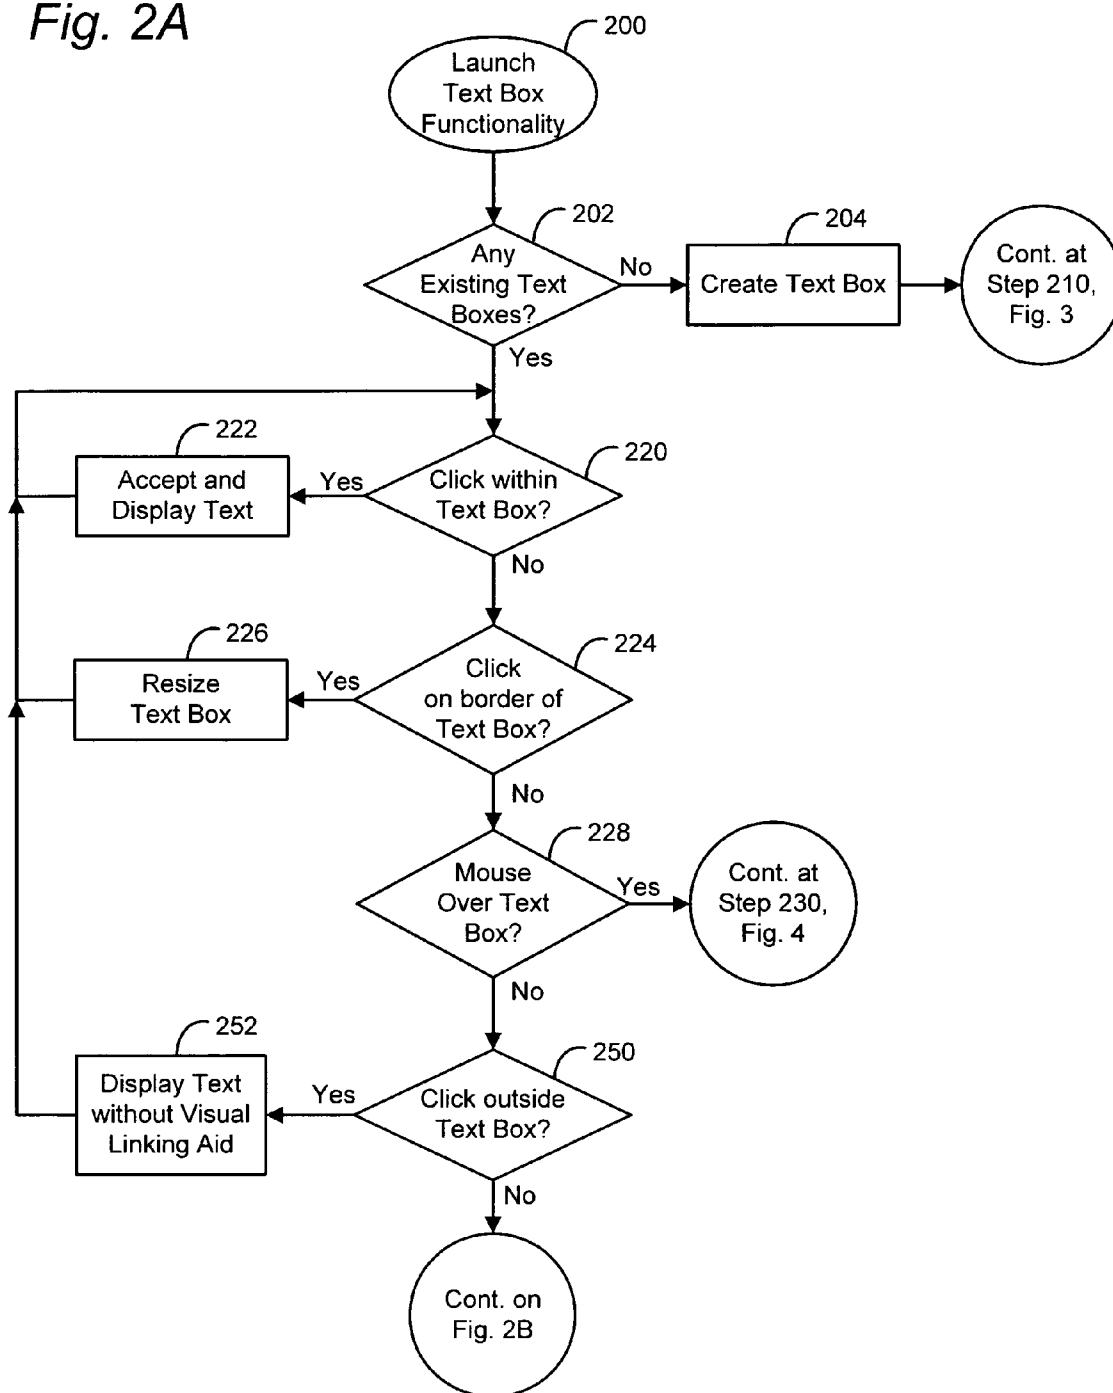 Fig. 2A
200
Launch
Text Box
Functionality
202
Any
Existing Text
Boxes?
No
204
Create Text Box
Cont. at
Step 210,
Fig. 3
Yes
222
Accept and
Display Text
Yes
220
Click within
Text Box?
No
226
Resize
Text Box
Yes
224
Click
on border of
Text Box?
No
228
Mouse
Over Text
Box?
Yes
Cont. at
Step 230,
Fig. 4
No
252
Display Text
without Visual
Linking Aid
Yes
250
Click outside
Text Box?
No
Cont. on
Fig. 2B